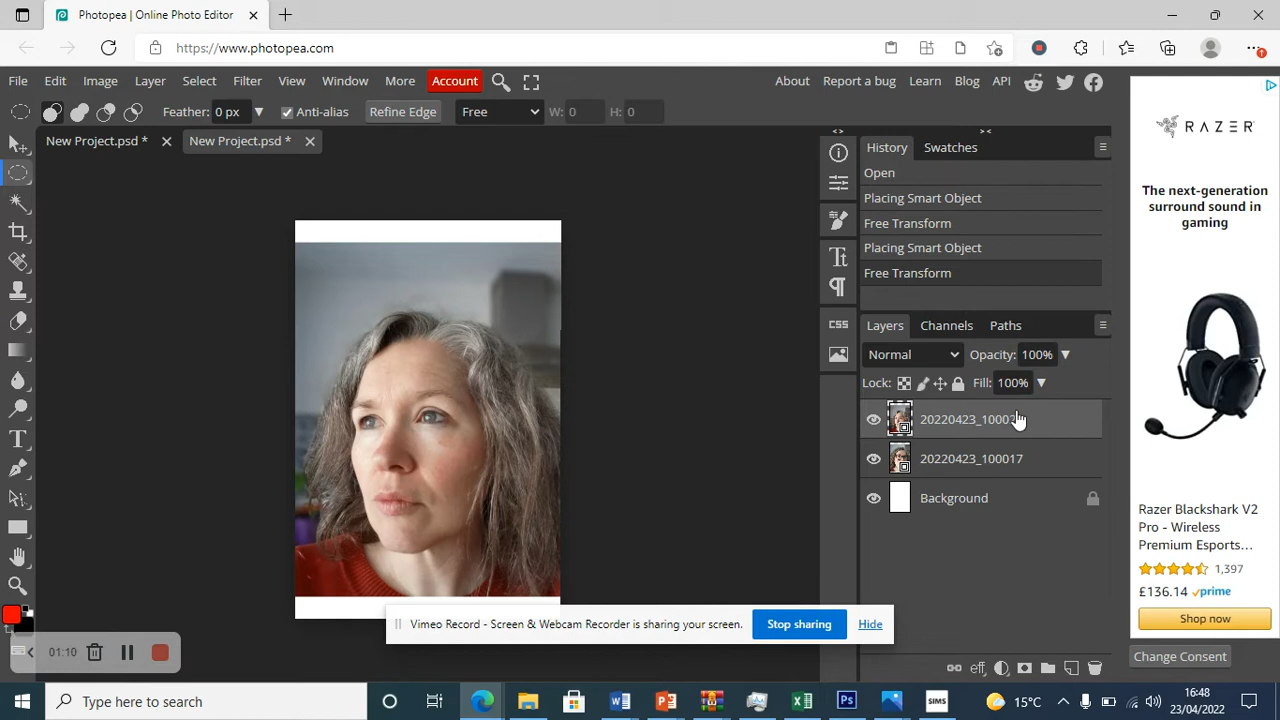 Photopea | Online Photo Editor
https://www.photopea.com
File Edit Image Layer Select Filter View Window More Account
About Report a bug Learn Blog API
Feather: 0 px Anti-alias Refine Edge Free W: 0 H: 0
New Project.psd *
New Project.psd *
History Swatches
Open
Placing Smart Object
Free Transform
Placing Smart Object
Free Transform
CSS
Layers Channels Paths
Normal Opacity: 100%
Lock: Fill: 100%
20220423_100017
Background
eff
RAZER
The next-generation
surround sound in
gaming
Razer Blackshark V2
Pro - Wireless
Premium Esports...
1,397
£136.14 prime
Shop now
Change Consent
Vimeo Record - Screen & Webcam Recorder is sharing your screen.
Stop sharing
Hide
01:10
Type here to search
Ps
SIMS
15°C
16:48
23/04/2022